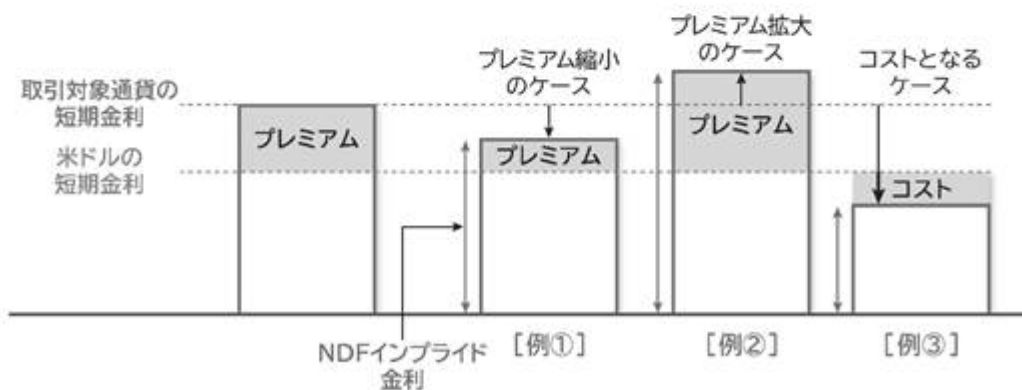 取引対象通貨の
短期金利
米ドルの
短期金利
プレミアム
プレミアム縮小
のケース
プレミアム
プレミアム拡大
のケース
プレミアム
コストとなる
ケース
コスト
NDFインプライド
金利
［例①］
［例②］
［例③］